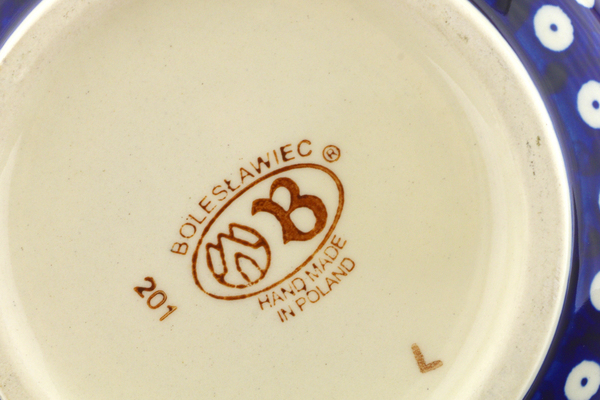 BOLESŁAWIEC ®
B
HAND MADE
IN POLAND
201
L